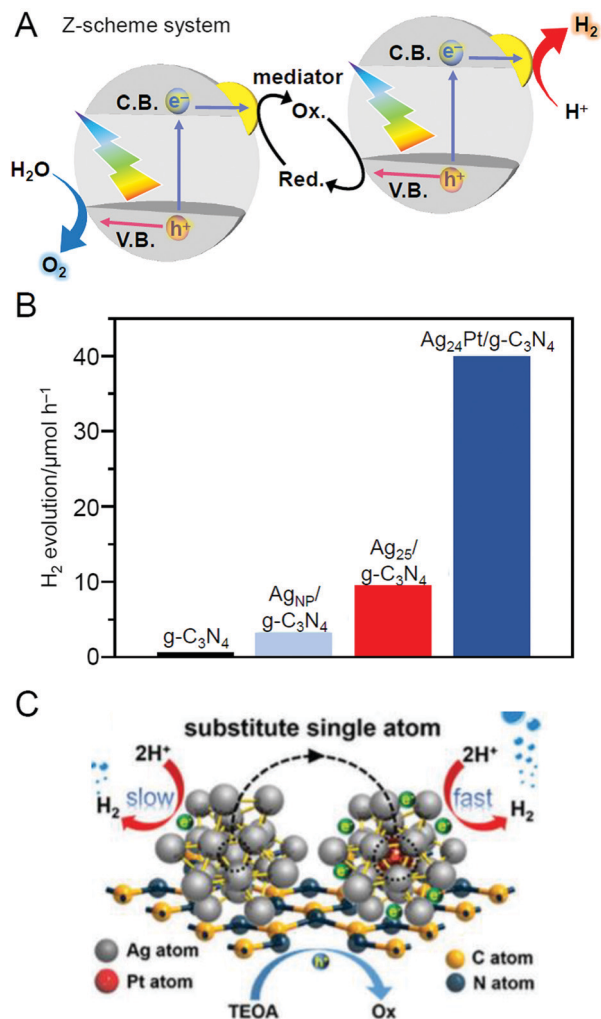 A
Z-scheme system
H₂
C.B. e⁻
mediator
C.B. e⁻
Ox.
H⁺
H₂O
Red.
V.B. h⁺
V.B. h⁺
O₂
B
H₂ evolution/μmol h⁻¹
40
30
20
10
0
g-C₃N₄
Ag_NP/
g-C₃N₄
Ag₂₅/
g-C₃N₄
Ag₂₄Pt/g-C₃N₄
C
substitute single atom
2H⁺
2H⁺
slow
fast
H₂
H₂
e⁻
e⁻
e⁻
e⁻
e⁻
e⁻
e⁻
Ag atom
Pt atom
C atom
N atom
h⁺
TEOA
Ox